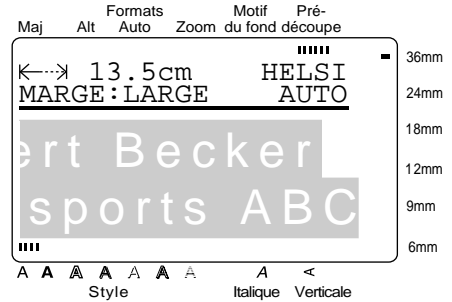 Formats Motif Pré-
Maj Alt Auto Zoom du fond découpe
13.5cm HELSI
MARGE:LARGE AUTO
ert Becker
sports ABC
36mm
24mm
18mm
12mm
9mm
6mm
A A A A A A A A <
Style Italique Verticale